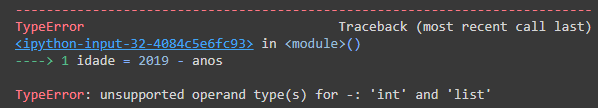 ---------------------------------------------------------------------------
TypeError                                 Traceback (most recent call last)
<ipython-input-32-4084c5e6fc93> in <module>()
----> 1 idade = 2019 - anos

TypeError: unsupported operand type(s) for -: 'int' and 'list'